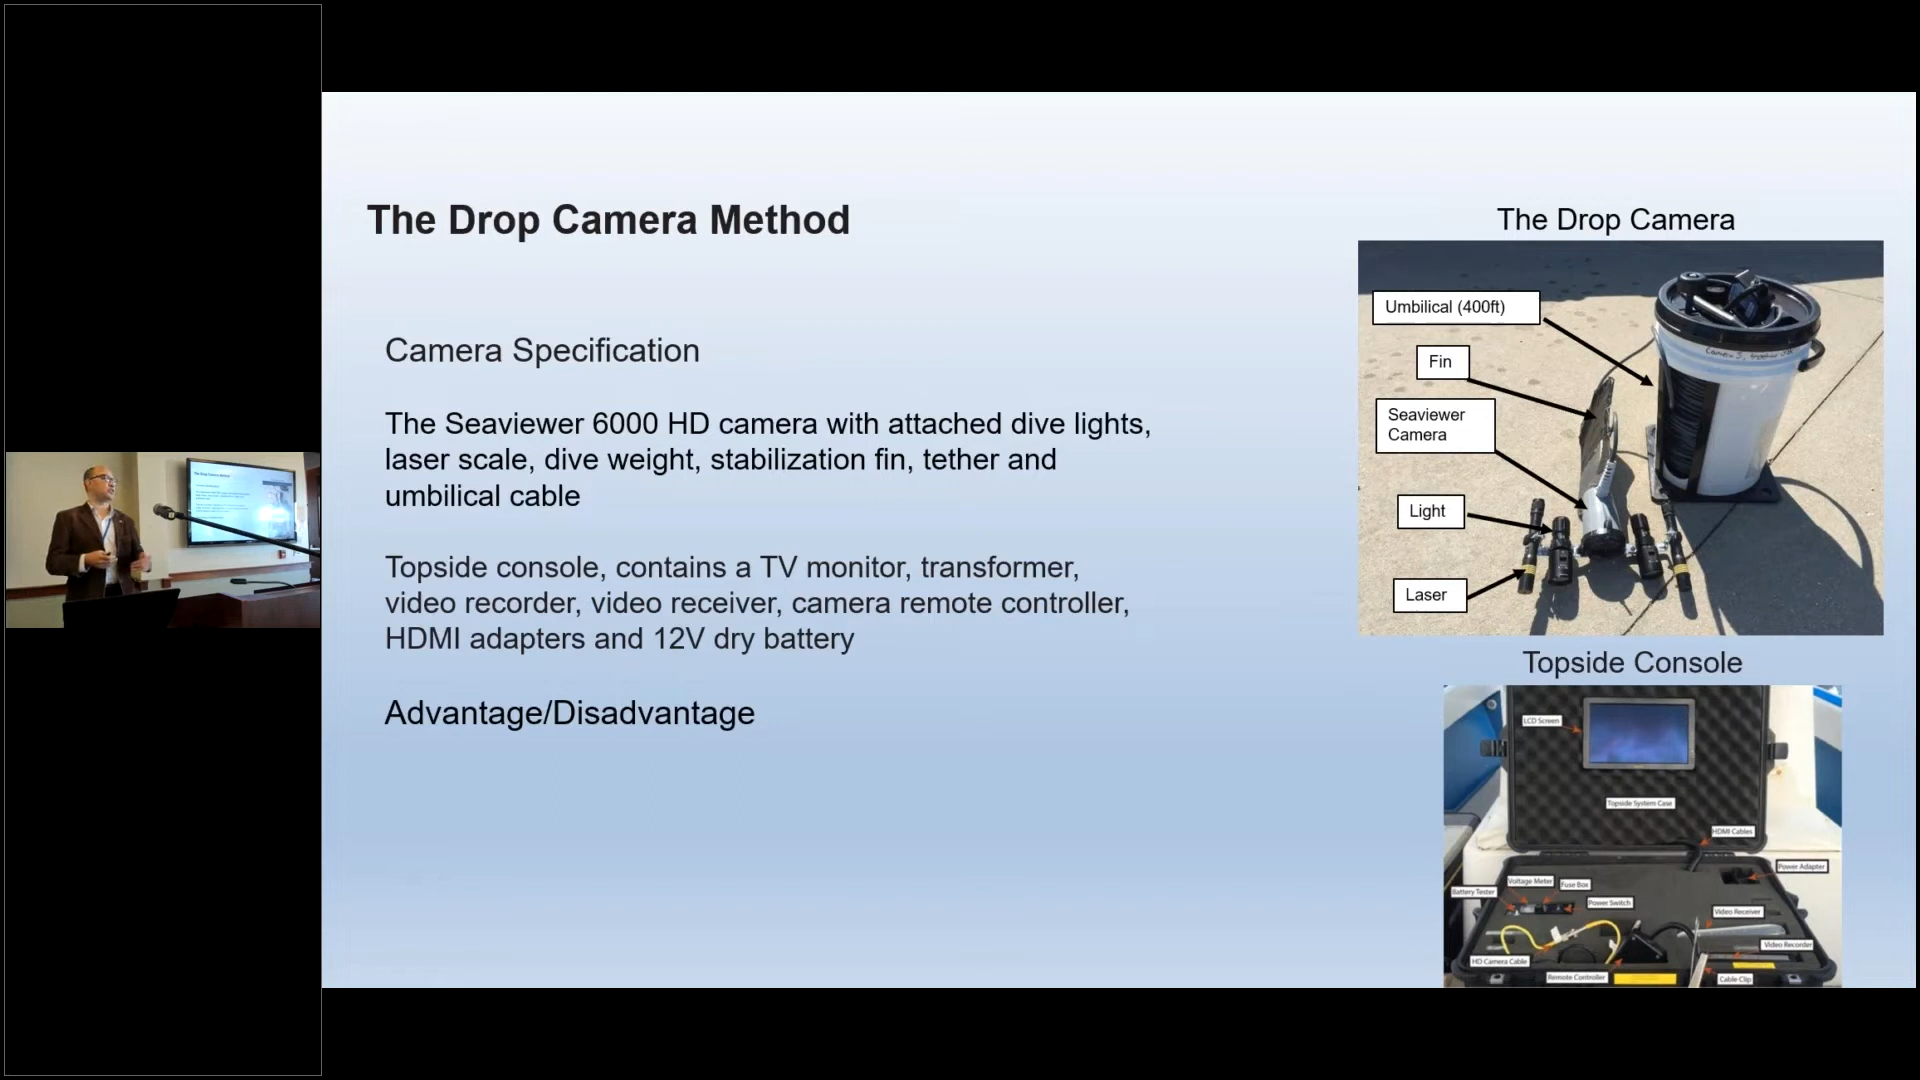 The Drop Camera Method
Camera Specification
The Seaviewer 6000 HD camera with attached dive lights,
laser scale, dive weight, stabilization fin, tether and
umbilical cable
Topside console, contains a TV monitor, transformer,
video recorder, video receiver, camera remote controller,
HDMI adapters and 12V dry battery
Advantage/Disadvantage
The Drop Camera
Umbilical (400ft)
Fin
Seaviewer
Camera
Light
Laser
Topside Console
LCD Screen
Topside System Case
HDMI Cables
Power Adapter
Voltage Meter
Fuse Box
Battery Tester
Power Switch
Video Receiver
Video Recorder
HD Camera Cable
Remote Controller
Cable Clip